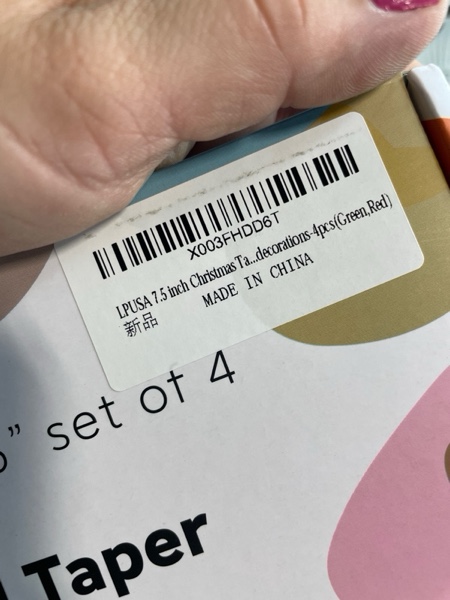 X003FHDD6T
LPUSA 7.5 inch Christmas Ta...decorations-4pcs(Green,Red)
新品 MADE IN CHINA
" set of 4
Taper